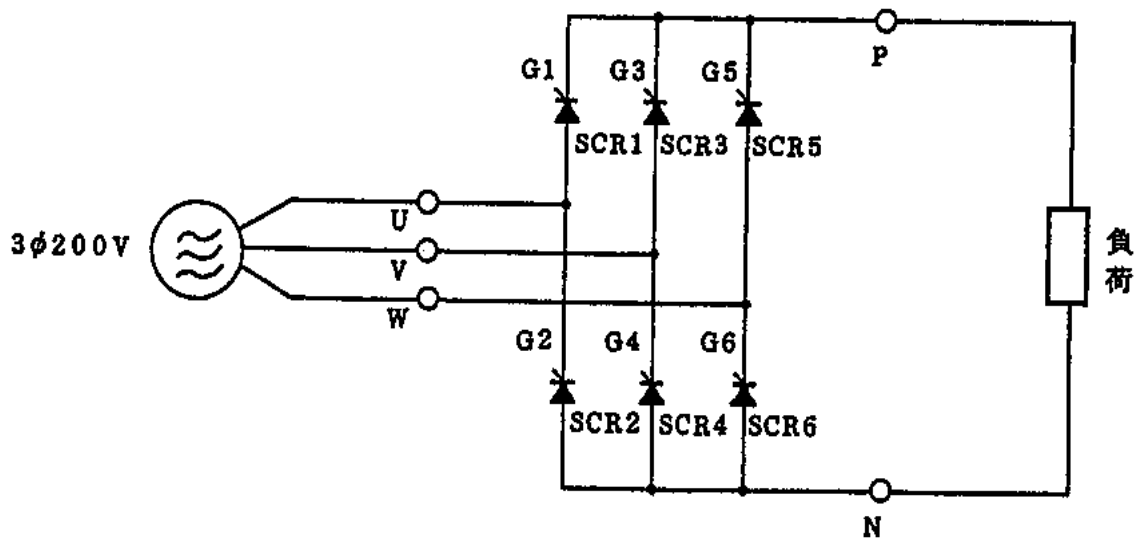 P
G1 G3 G5
SCR1 SCR3 SCR5
U
3φ200V
V
W
負荷
G2 G4 G6
SCR2 SCR4 SCR6
N